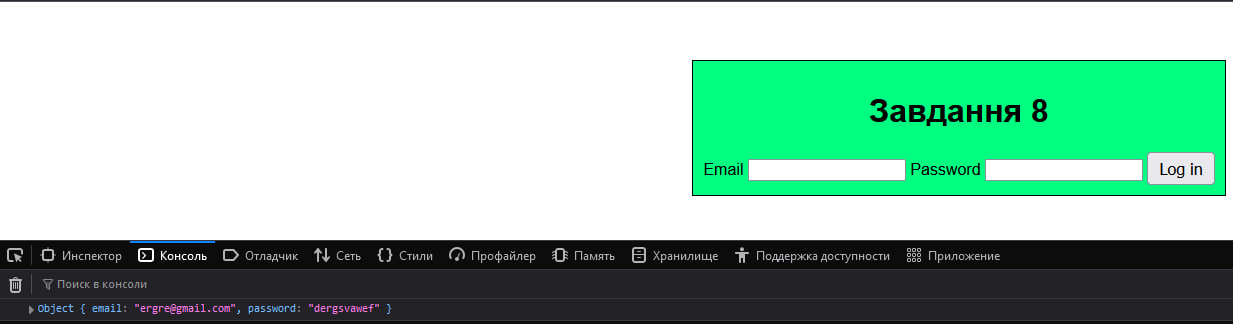 Завдання 8
Email Password Log in
Инспектор Консоль Отладчик Сеть Стили Профайлер Память Хранилище Поддержка доступности Приложение
Поиск в консоли
Object { email: "ergre@gmail.com", password: "dergsvawef" }